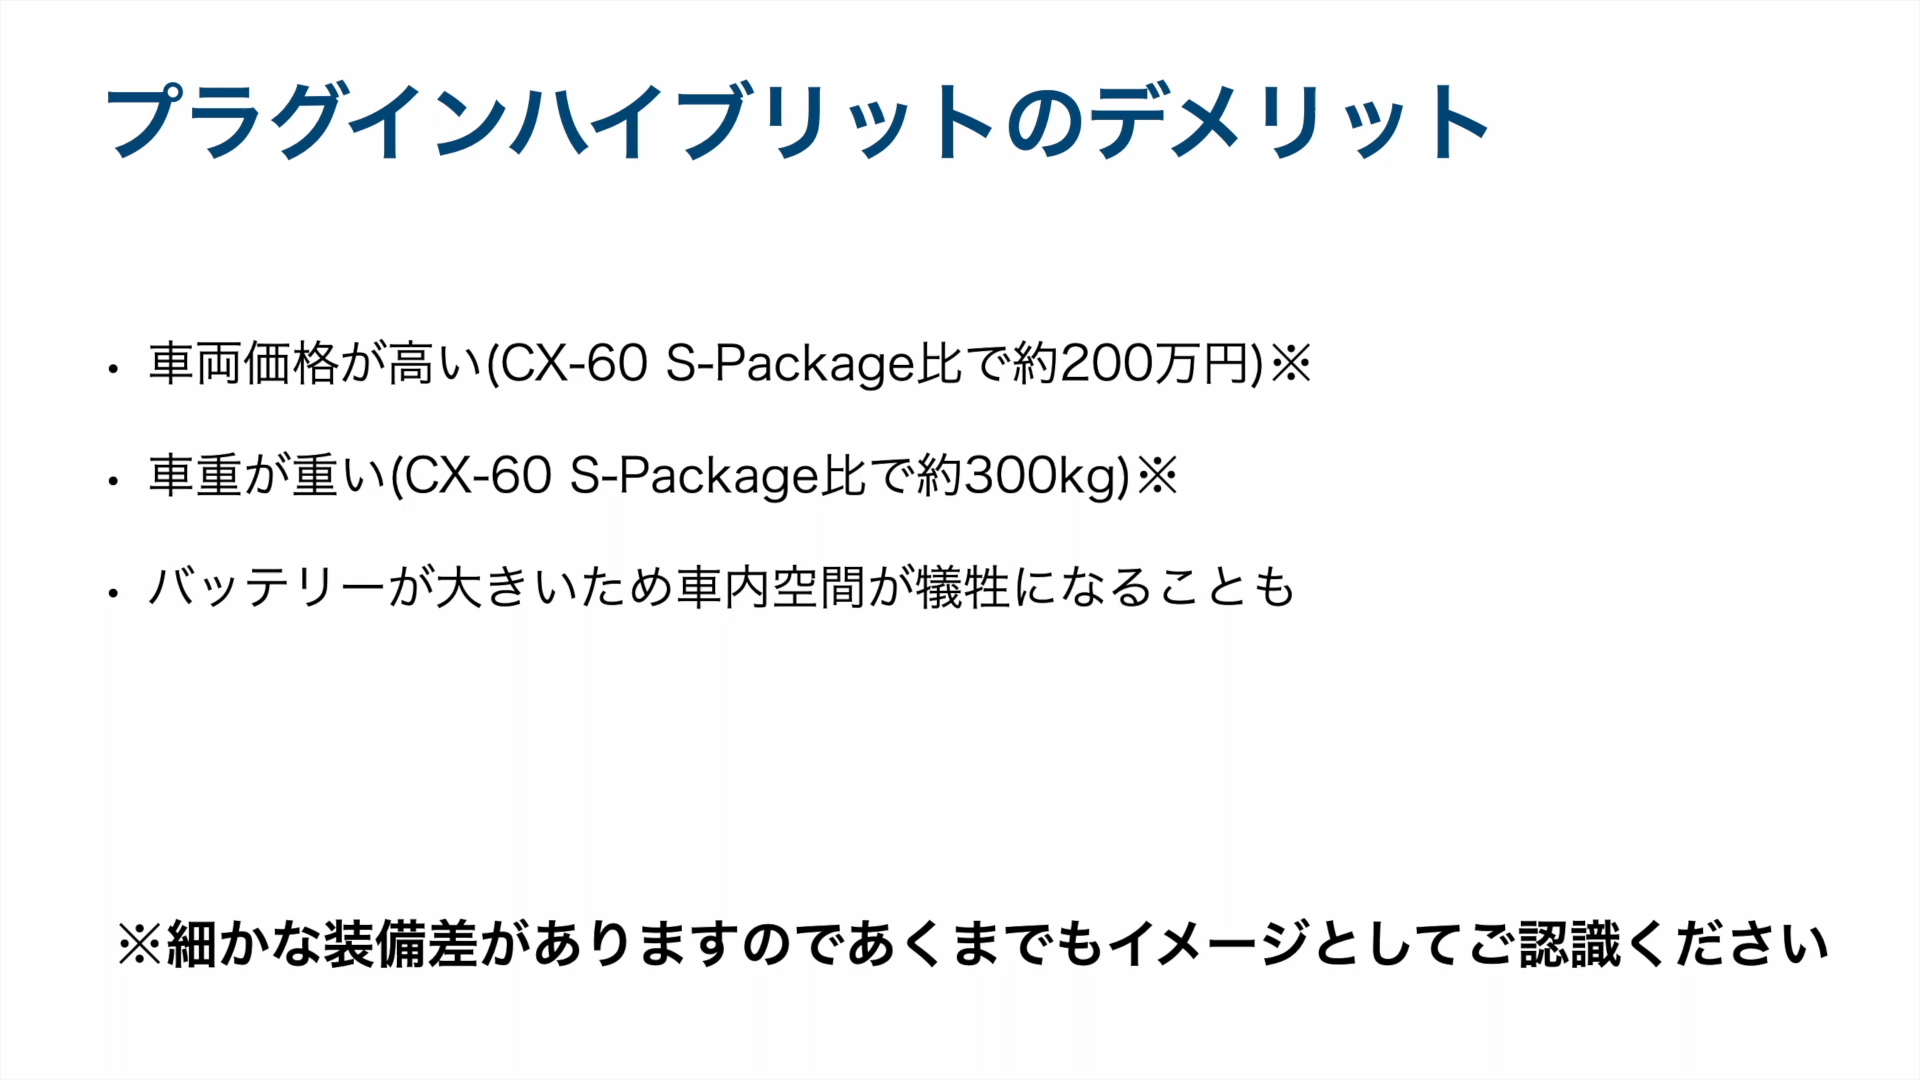 プラグインハイブリットのデメリット
• 車両価格が高い(CX-60 S-Package比で約200万円)※
• 車重が重い(CX-60 S-Package比で約300kg)※
• バッテリーが大きいため車内空間が犠牲になることも
※細かな装備差がありますのであくまでもイメージとしてご認識ください